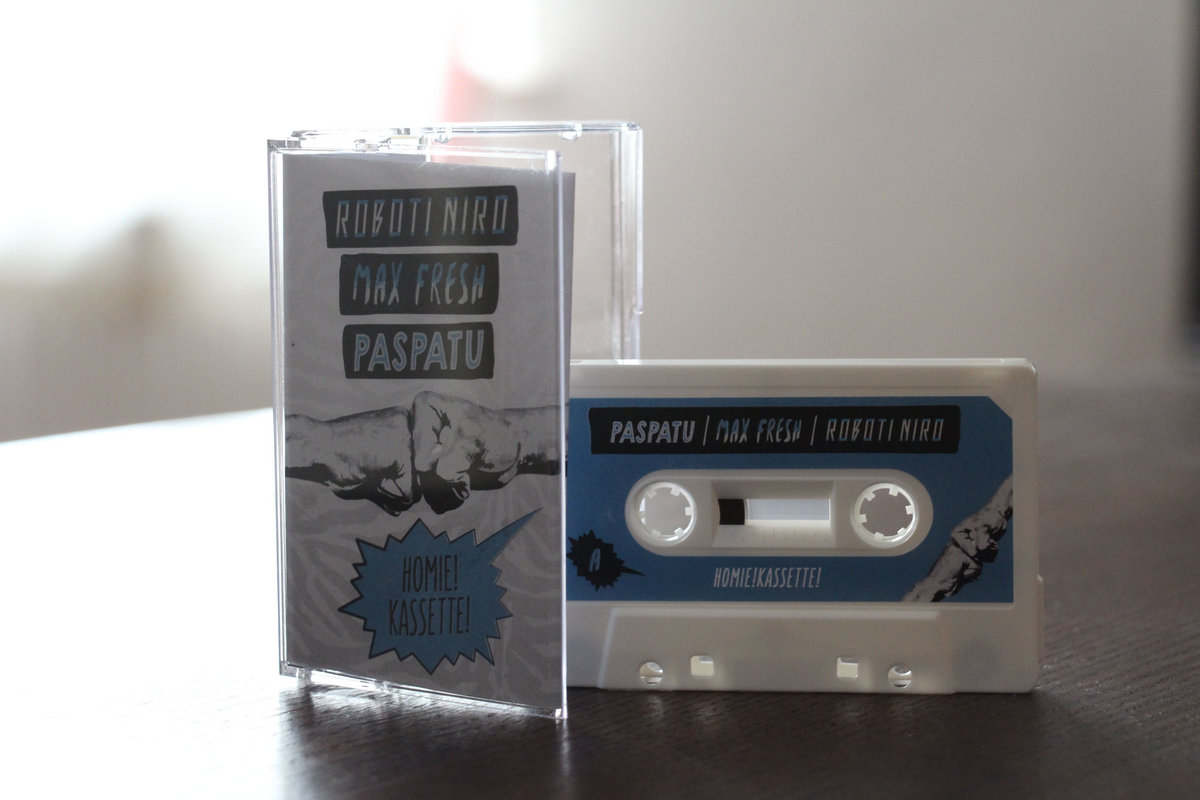 ROBOTI NIRO
MAX FRESH
PASPATU
HOMIE!
KASSETTE!
PASPATU | MAX FRESH | ROBOTI NIRO
A
HOMIE!KASSETTE!